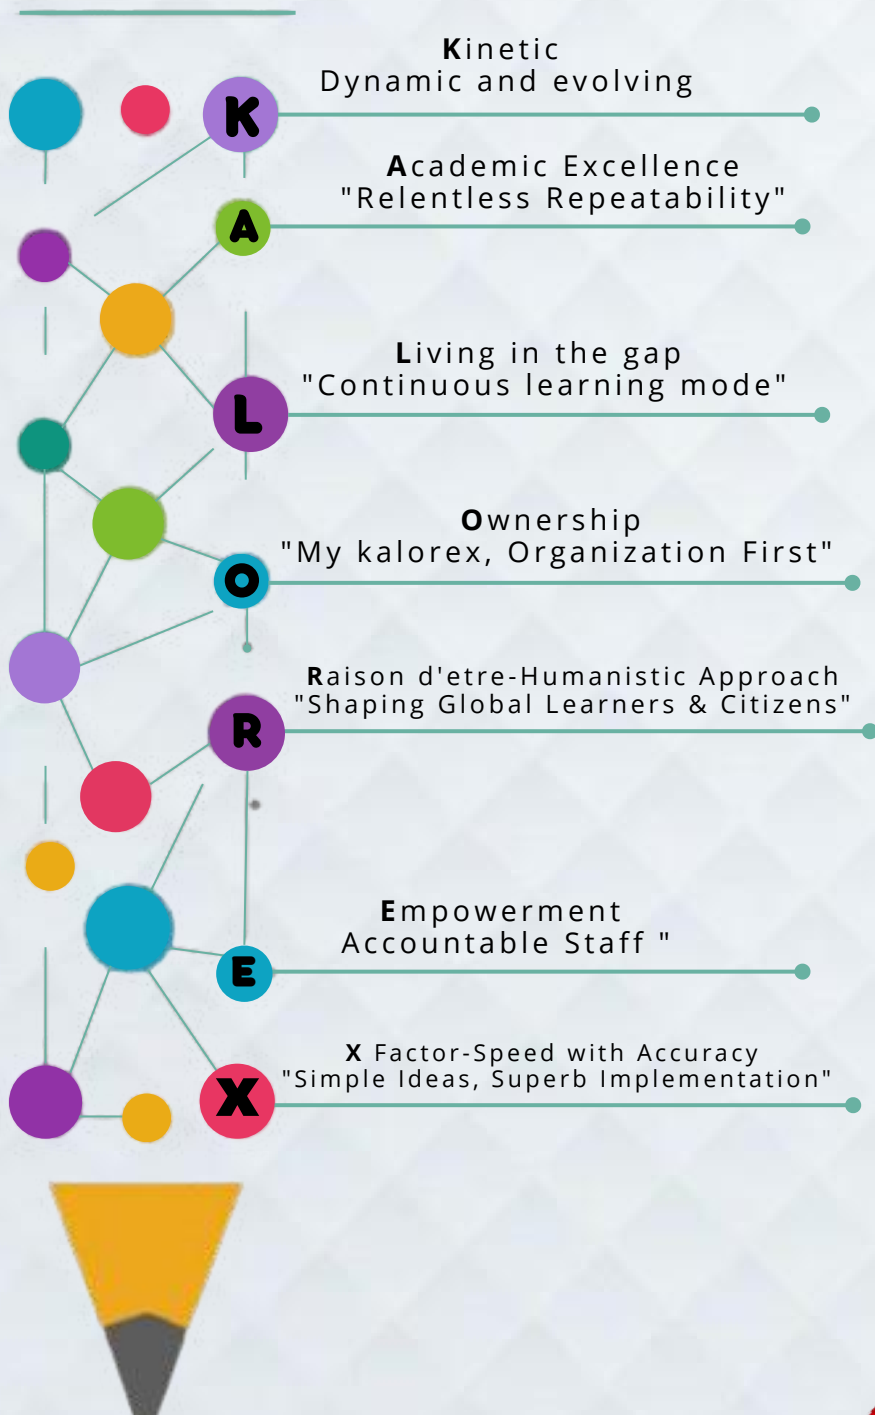 Kinetic
Dynamic and evolving
K
Academic Excellence
"Relentless Repeatability"
A
Living in the gap
"Continuous learning mode"
L
Ownership
"My kalorex, Organization First"
O
Raison d'etre-Humanistic Approach
"Shaping Global Learners & Citizens"
R
Empowerment
Accountable Staff "
E
X Factor-Speed with Accuracy
"Simple Ideas, Superb Implementation"
X